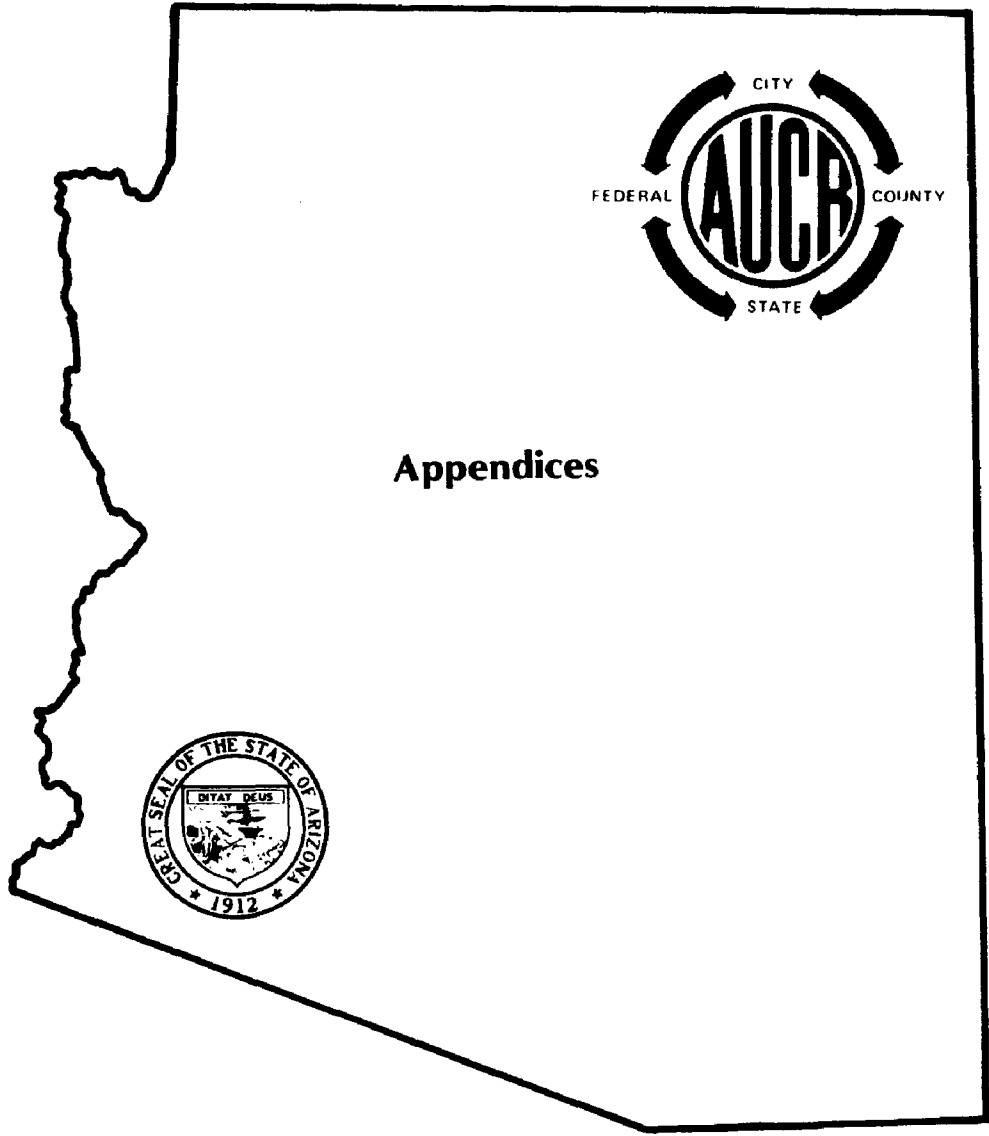 CITY
FEDERAL
AUCR
COUNTY
STATE
Appendices
GREAT SEAL OF THE STATE OF ARIZONA
DITAT DEUS
1912